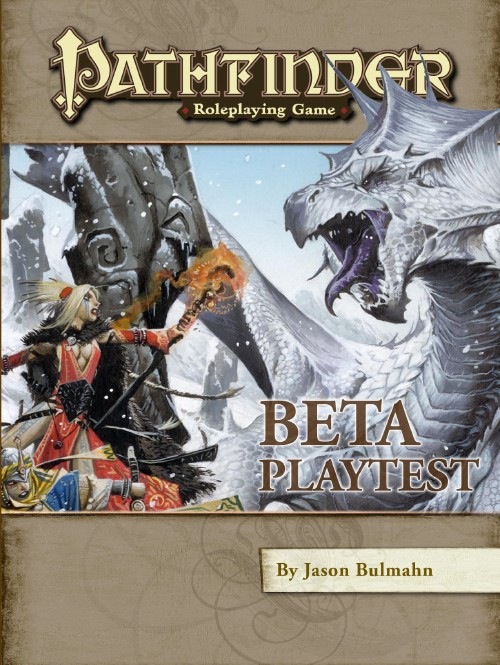 PATHFINDER
Roleplaying Game
BETA
PLAYTEST
By Jason Bulmahn